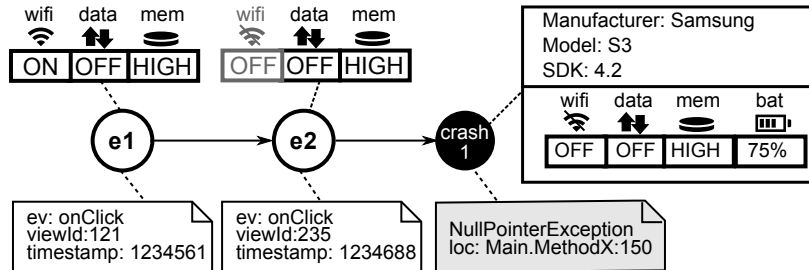 wifi data mem
ON OFF HIGH
wifi data mem
OFF OFF HIGH
Manufacturer: Samsung
Model: S3
SDK: 4.2
wifi data mem bat
OFF OFF HIGH 75%
e1
e2
crash
1
ev: onClick
viewId:121
timestamp: 1234561
ev: onClick
viewId:235
timestamp: 1234688
NullPointerException
loc: Main.MethodX:150